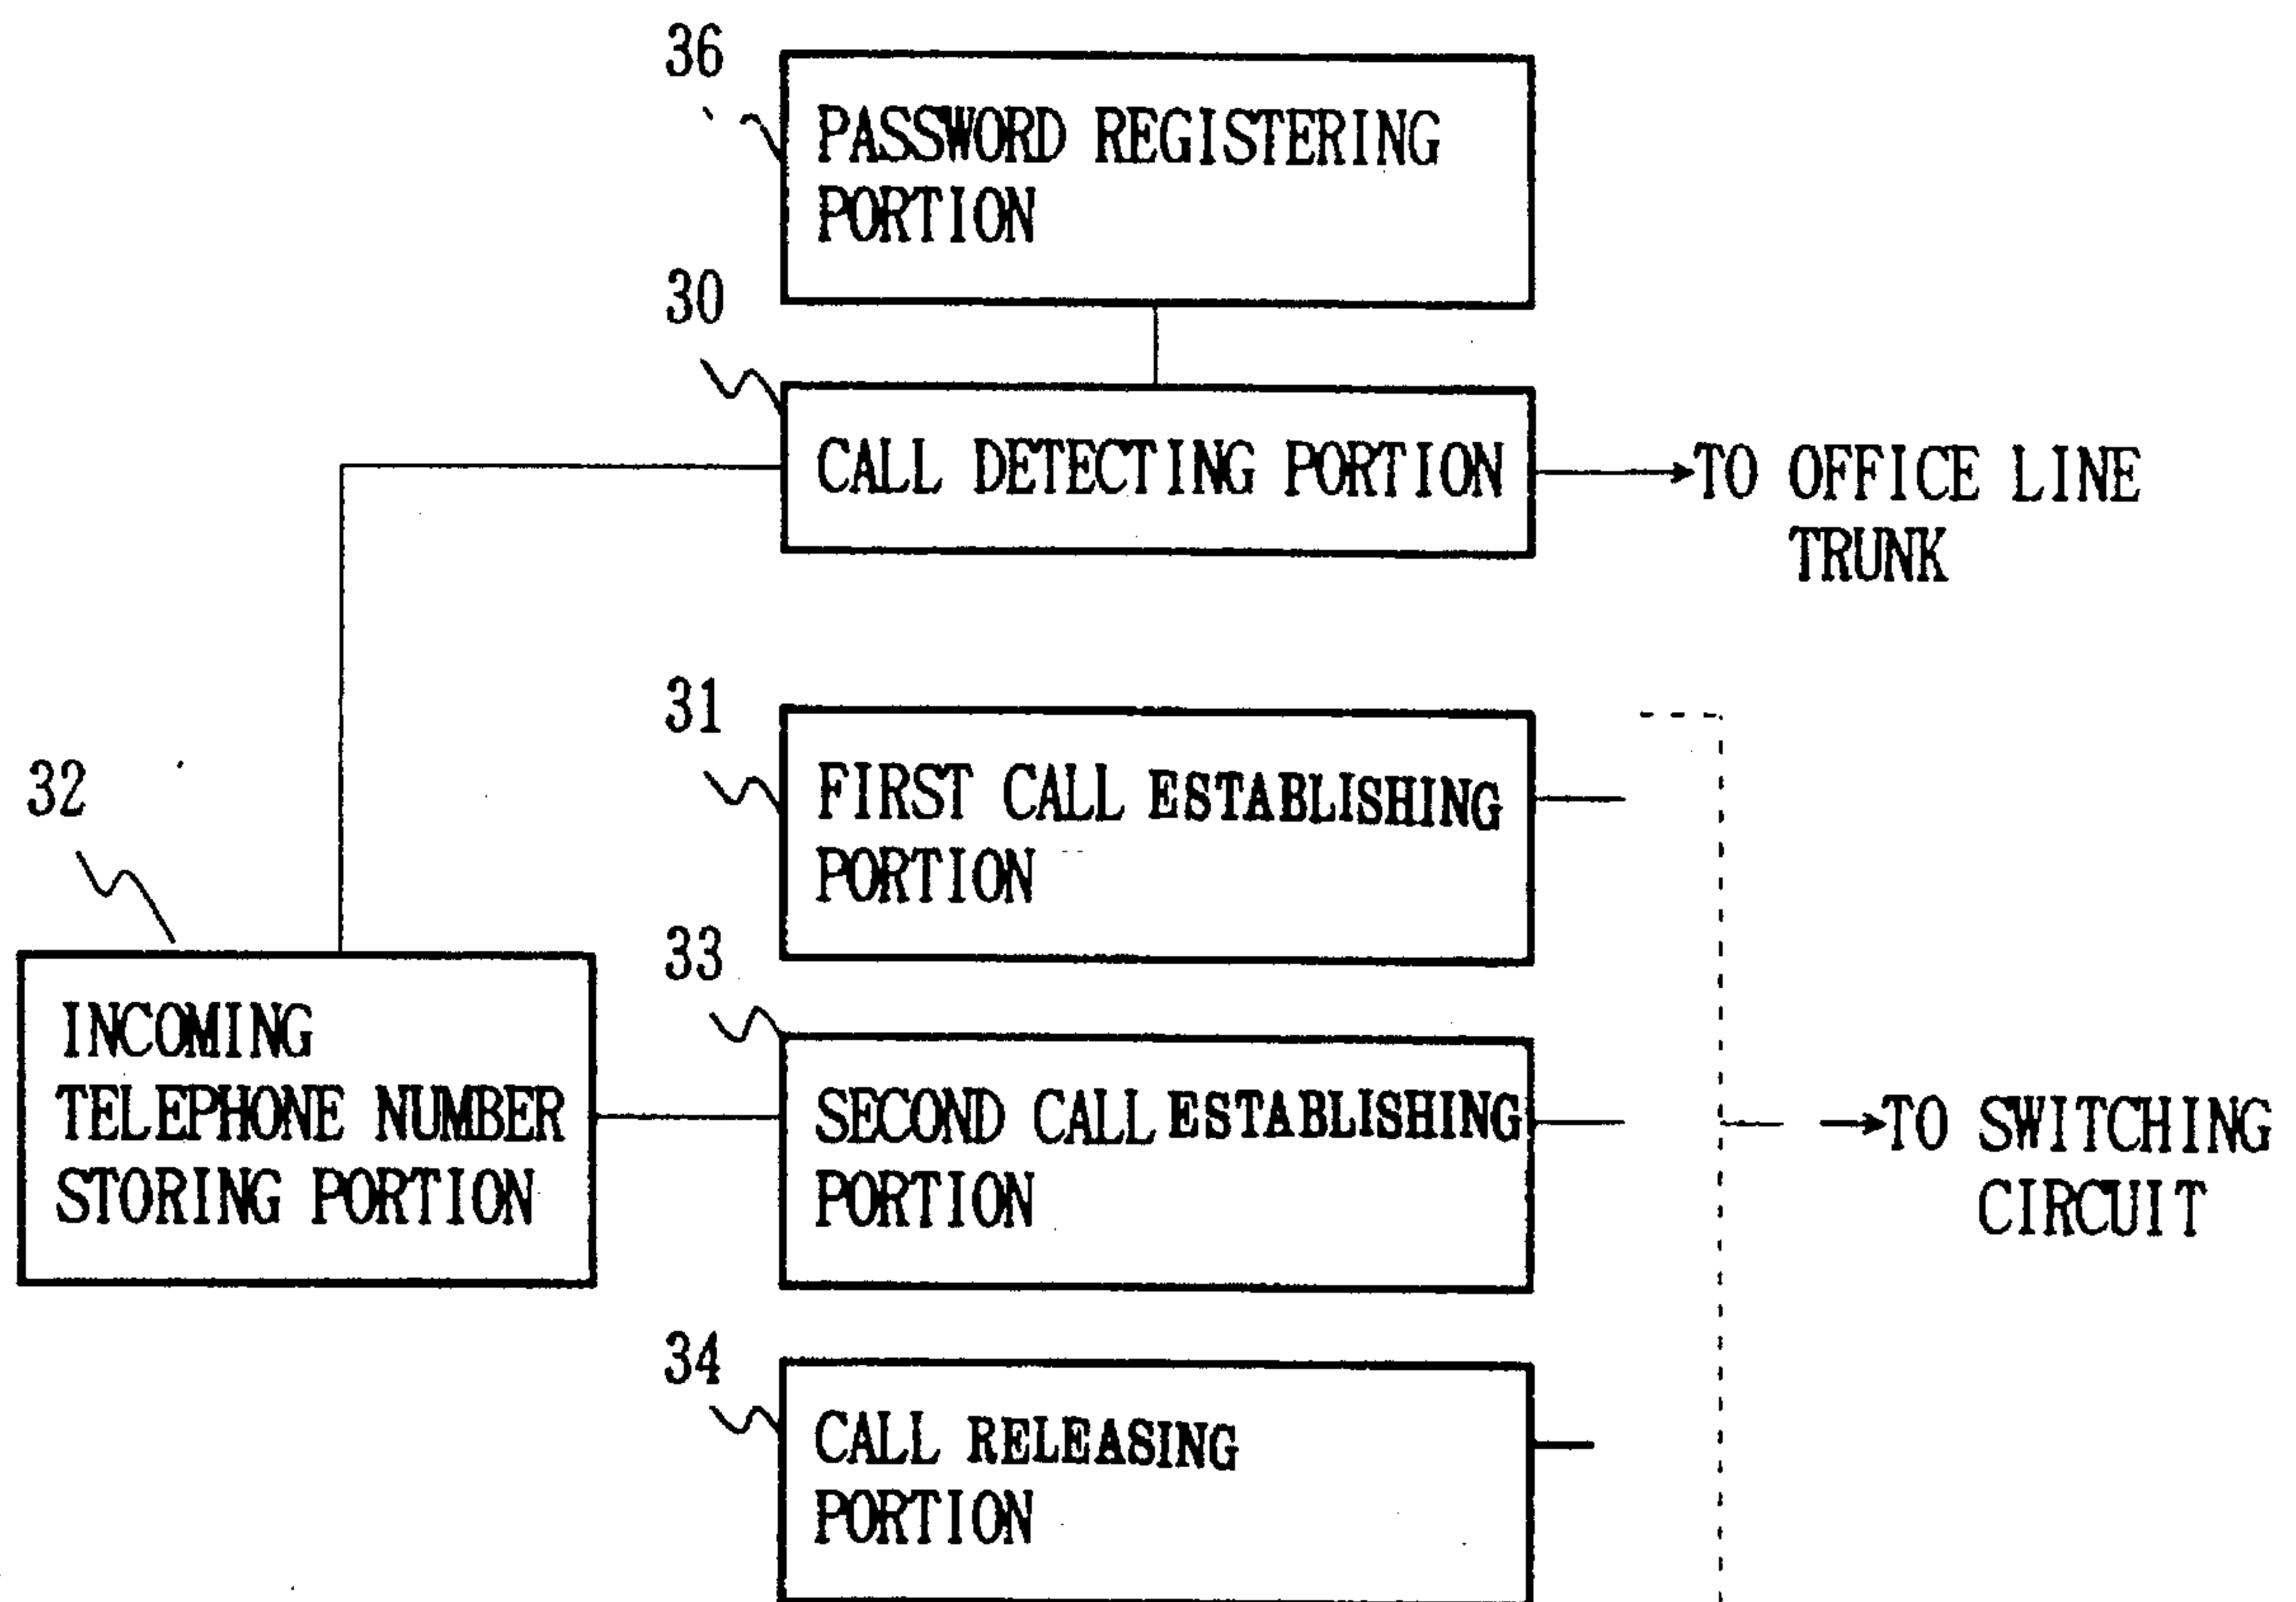 36
PASSWORD REGISTERING
PORTION
30
CALL DETECTING PORTION
TO OFFICE LINE
TRUNK
31
FIRST CALL ESTABLISHING
PORTION
32
INCOMING
TELEPHONE NUMBER
STORING PORTION
33
SECOND CALL ESTABLISHING
PORTION
TO SWITCHING
CIRCUIT
34
CALL RELEASING
PORTION